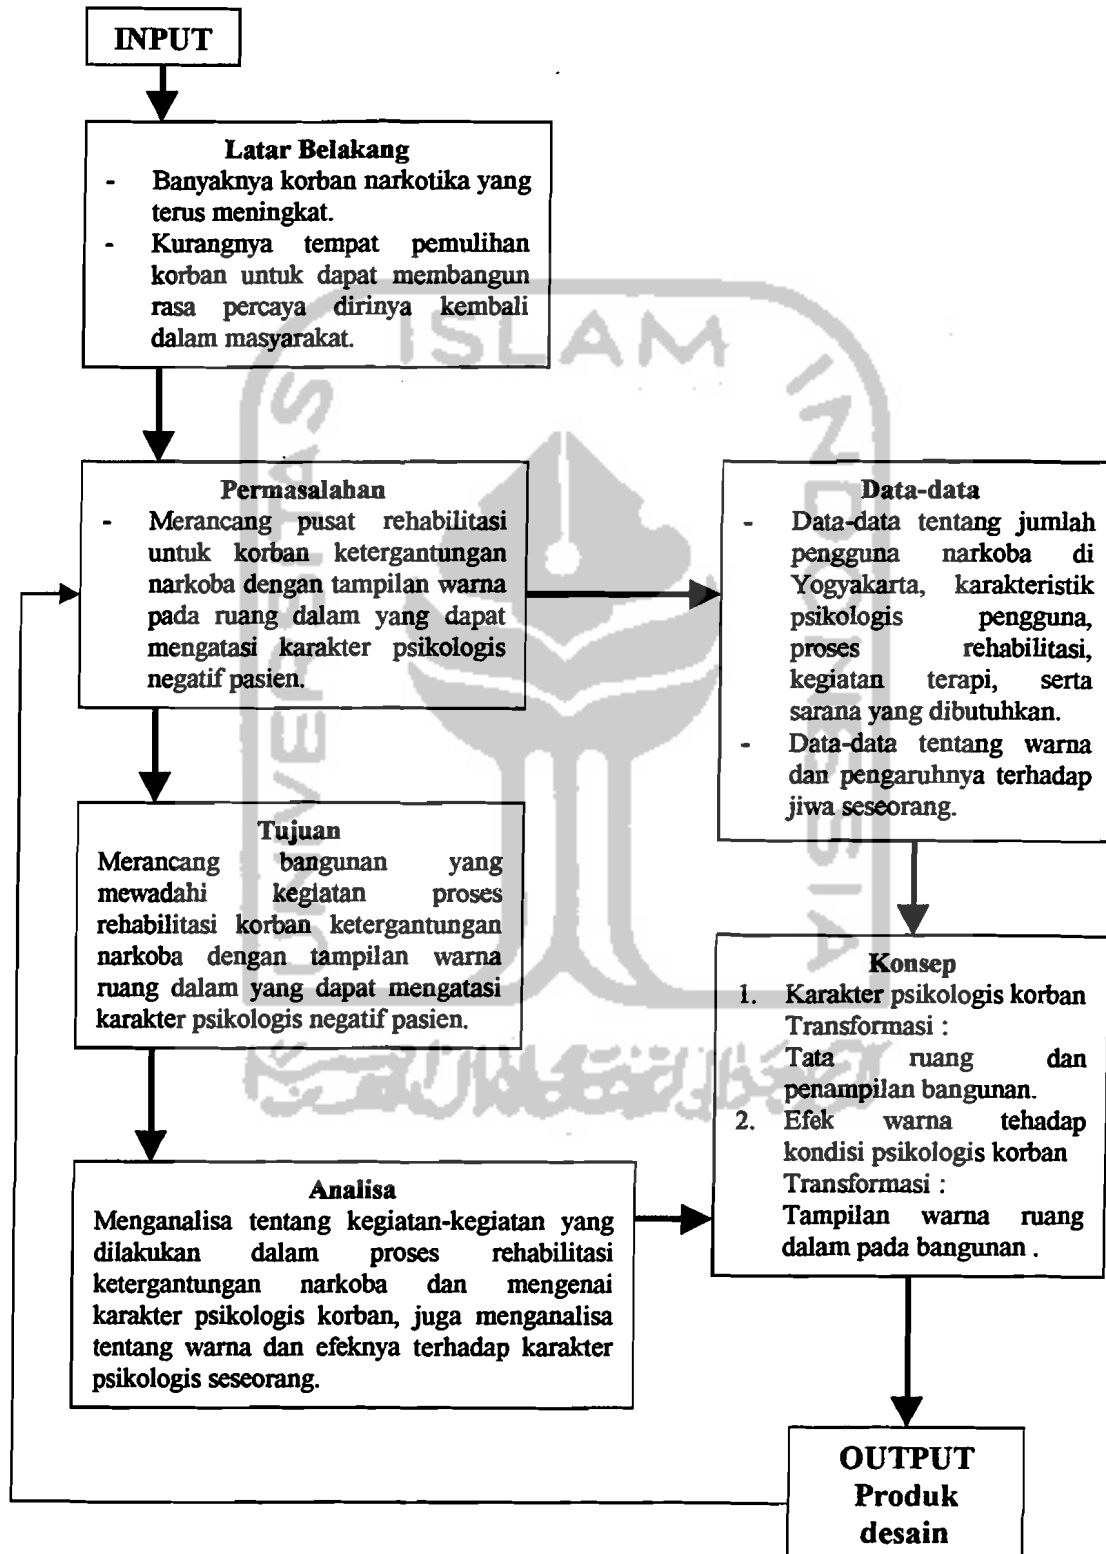 INPUT
Latar Belakang
- Banyaknya korban narkotika yang
terus meningkat.
- Kurangnya tempat pemulihan
korban untuk dapat membangun
rasa percaya dirinya kembali
dalam masyarakat.
Permasalahan
- Merancang pusat rehabilitasi
untuk korban ketergantungan
narkoba dengan tampilan warna
pada ruang dalam yang dapat
mengatasi karakter psikologis
negatif pasien.
Data-data
- Data-data tentang jumlah
pengguna narkoba di
Yogyakarta, karakteristik
psikologis pengguna,
proses rehabilitasi,
kegiatan terapi, serta
sarana yang dibutuhkan.
- Data-data tentang warna
dan pengaruhnya terhadap
jiwa seseorang.
Tujuan
Merancang bangunan yang
mewadahi kegiatan proses
rehabilitasi korban ketergantungan
narkoba dengan tampilan warna
ruang dalam yang dapat mengatasi
karakter psikologis negatif pasien.
Analisa
Menganalisa tentang kegiatan-kegiatan yang
dilakukan dalam proses rehabilitasi
ketergantungan narkoba dan mengenai
karakter psikologis korban, juga menganalisa
tentang warna dan efeknya terhadap karakter
psikologis seseorang.
Konsep
1. Karakter psikologis korban
Transformasi :
Tata ruang dan
penampilan bangunan.
2. Efek warna tehadap
kondisi psikologis korban
Transformasi :
Tampilan warna ruang
dalam pada bangunan .
OUTPUT
Produk
desain
UNIVERSITAS ISLAM INDONESIA